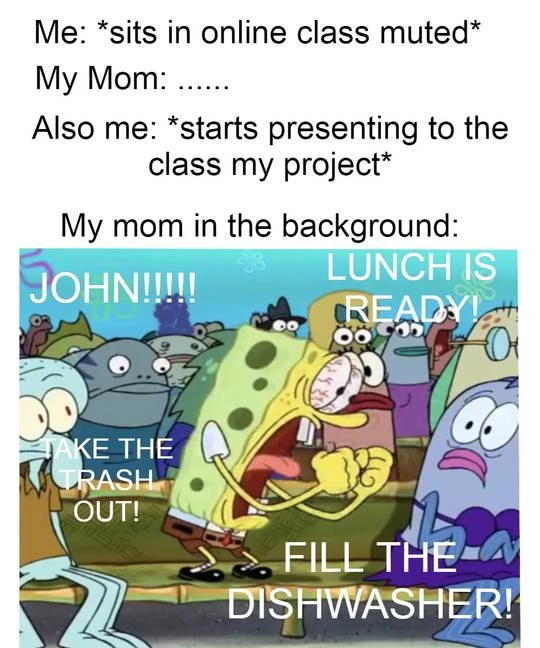 Me: *sits in online class muted*
My Mom: ......
Also me: *starts presenting to the
class my project*
My mom in the background:
JOHN!!!!!
LUNCH IS
READY!
TAKE THE
TRASH
OUT!
FILL THE
DISHWASHER!